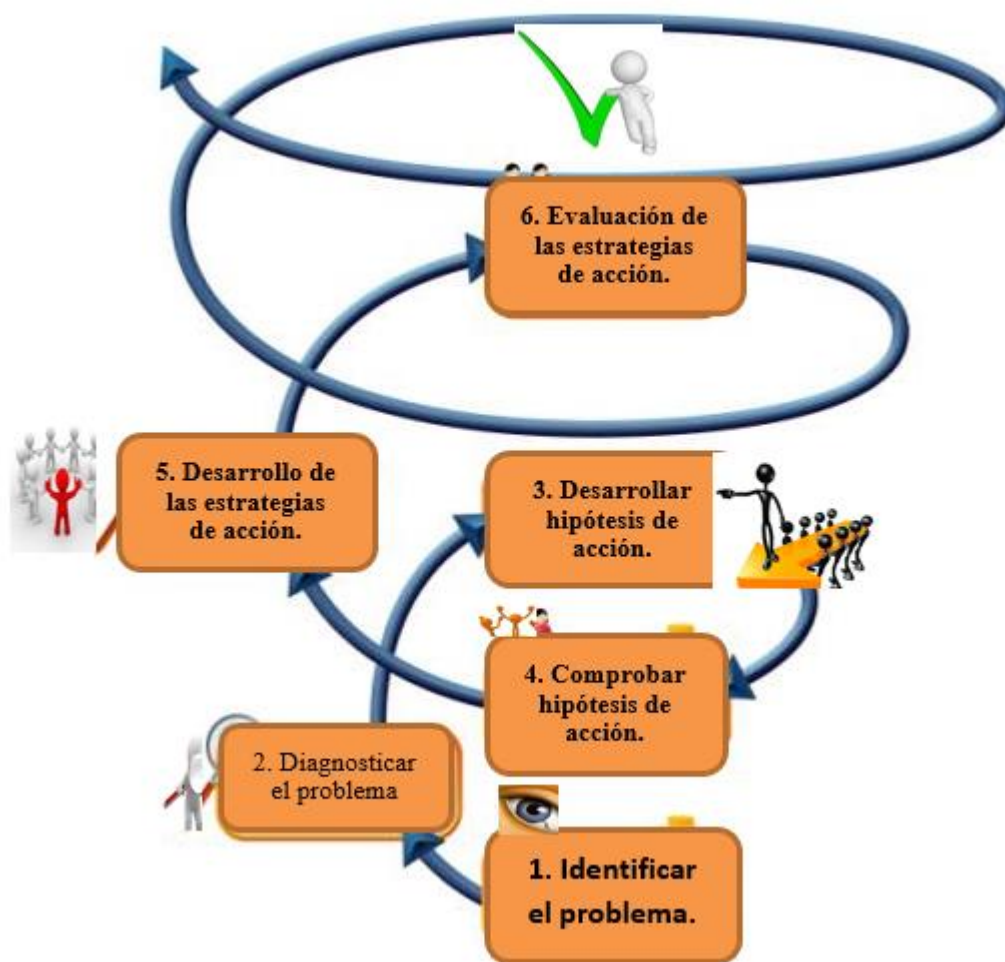 6. Evaluación de
las estrategias
de acción.
5. Desarrollo de
las estrategias
de acción.
3. Desarrollar
hipótesis de
acción.
4. Comprobar
hipótesis de
acción.
2. Diagnosticar
el problema
1. Identificar
el problema.